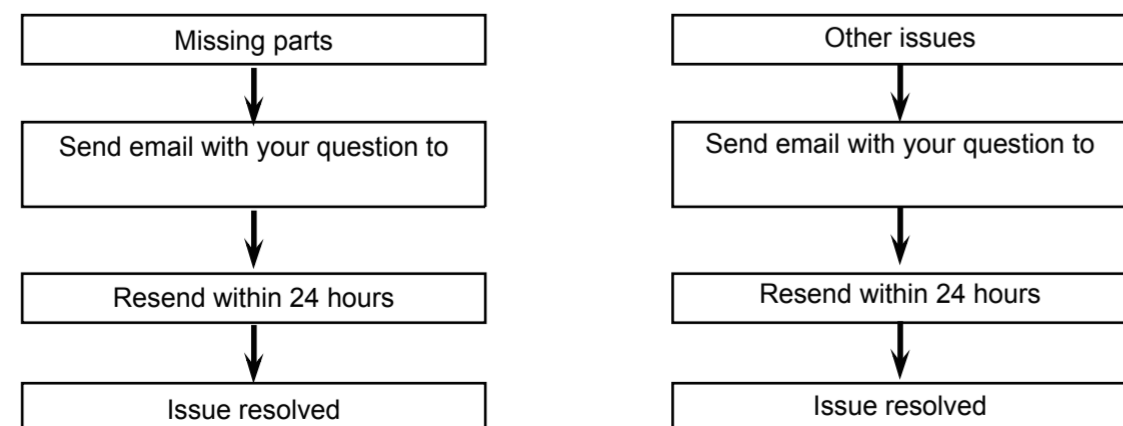 Missing parts
Send email with your question to
Resend within 24 hours
Issue resolved
Other issues
Send email with your question to
Resend within 24 hours
Issue resolved